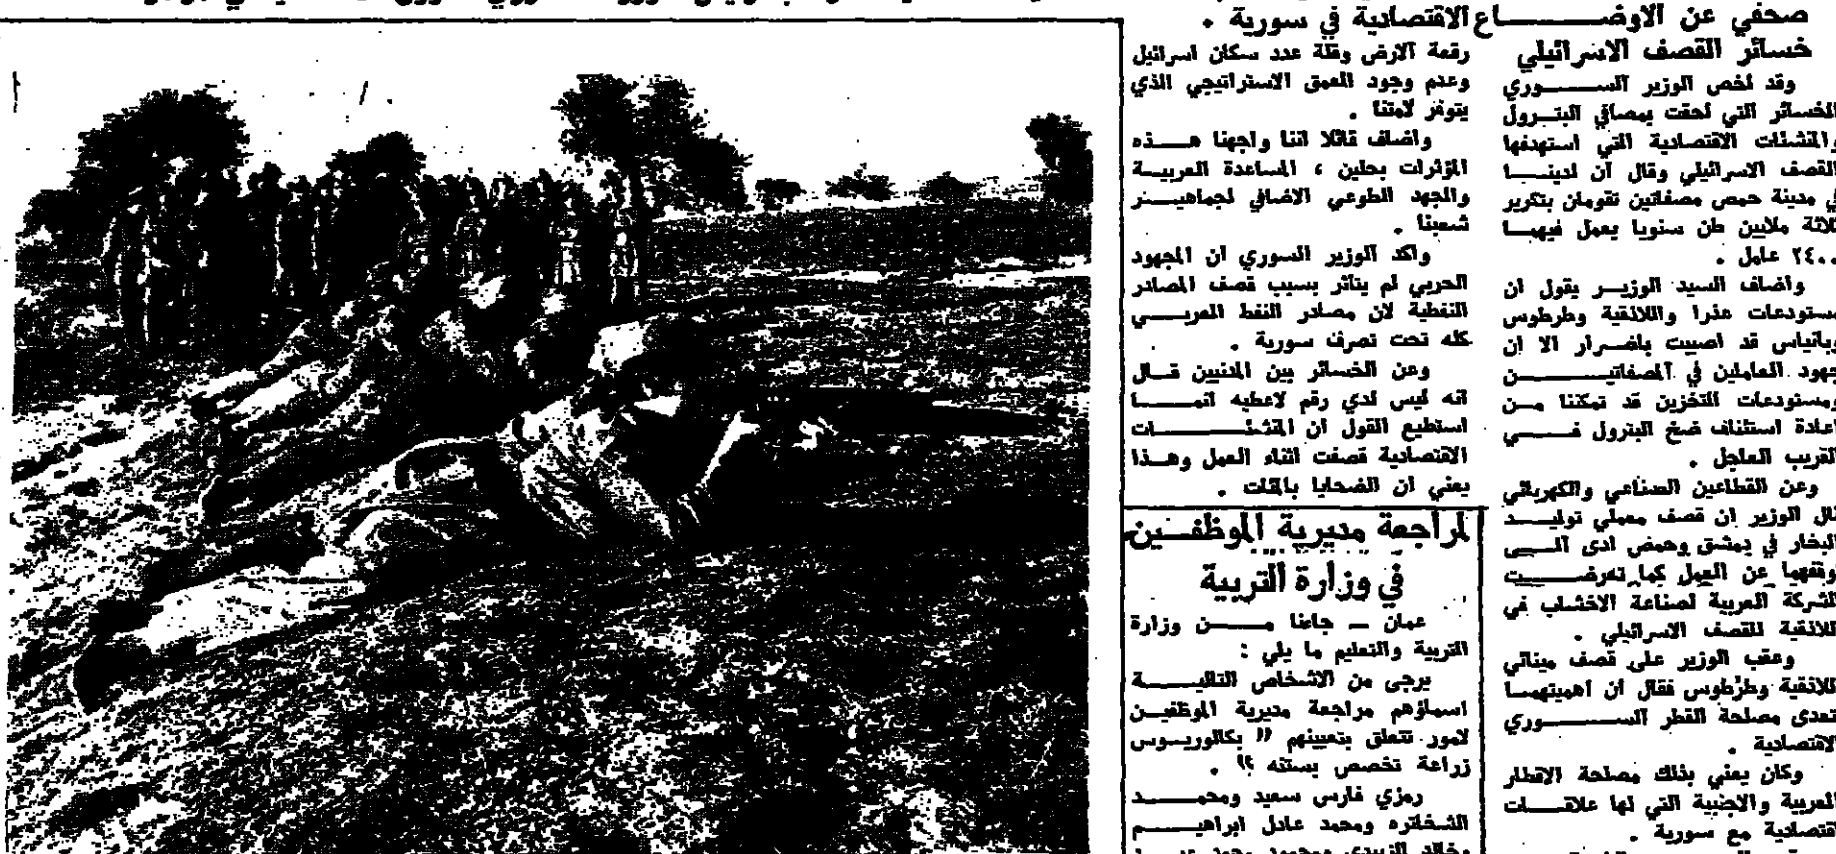 صحفي عن الاوضاع
الاقتصادية في سورية .
خسائر القصف الاسرائيلي
وقد لخص الوزير السوري
الخسائر التي لحقت بمصافي البترول
والمنشئات الاقتصادية التي استهدفها
القصف الاسرائيلي وقال ان لدينا
في مدينة حمص مصفاتين تقومان بتكرير
ثلاثة ملايين طن سنويا يعمل فيهما
٢٤٠٠ عامل .
واضاف السيد الوزير يقول ان
مستودعات عذرا واللاذقية وطرطوس
وبانياس قد اصيبت باضرار الا ان
جهود العاملين في المصفاتين
ومستودعات التخزين قد تمكننا من
اعادة استئناف ضخ البترول في
القريب العاجل .
وعن القطاعين الصناعي والكهربائي
قال الوزير ان قصف معملي توليد
البخار في دمشق وحمص ادى الى
وقفهما عن العمل كما تعرضت
الشركة العربية لصناعة الاخشاب في
اللاذقية للقصف الاسرائيلي .
وعقب الوزير على قصف مينائي
اللاذقية وطرطوس فقال ان اهميتهما
تتعدى مصلحة القطر السوري
الاقتصادية .
وكان يعني بذلك مصلحة الاقطار
العربية والاجنبية التي لها علاقات
اقتصادية مع سورية .
رقعة الارض وقلة عدد سكان اسرائيل
وعدم وجود العمق الاستراتيجي الذي
يتوفر لامتنا .
واضاف قائلا اننا واجهنا هذه
المؤثرات بحلين ، المساعدة العربية
والجهد الطوعي الاضافي لجماهير
شعبنا .
واكد الوزير السوري ان المجهود
الحربي لم يتأثر بسبب قصف المصادر
النفطية لان مصادر النفط العربي
كله تحت تصرف سورية .
وعن الخسائر بين المدنيين قال
انه ليس لدي رقم لاعطيه انما
استطيع القول ان المنشئات
الاقتصادية قصفت اثناء العمل وهذا
يعني ان الضحايا بالمئات .
لمراجعة مديرية الموظفين
في وزارة التربية
عمان ــ جاءنا من وزارة
التربية والتعليم ما يلي :
يرجى من الاشخاص التالية
اسماؤهم مراجعة مديرية الموظفين
لامور تتعلق بتعيينهم " بكالوريوس
زراعة تخصص بستنه " .
رمزي فارس سعيد ومحمد
الشخاتره ومحمد عادل ابراهيم